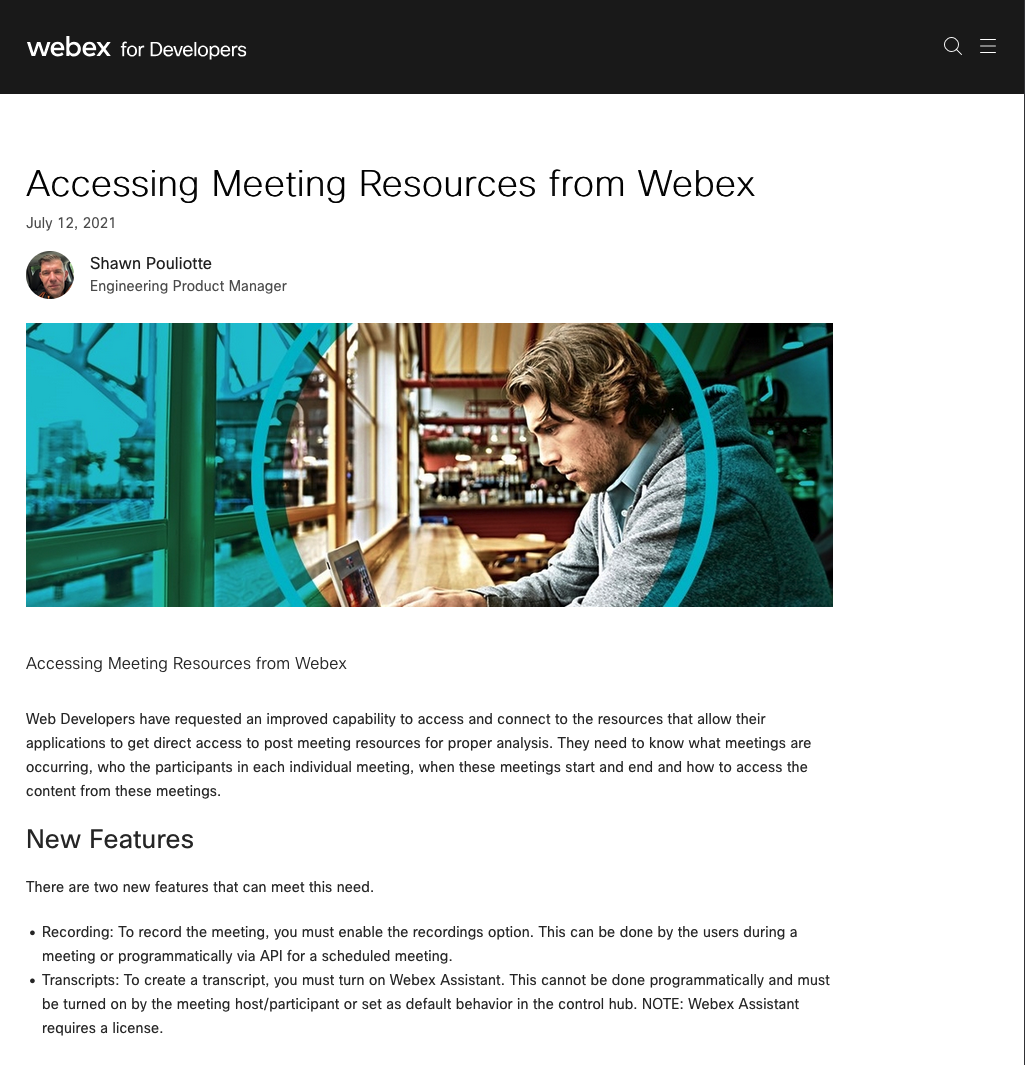 webex for Developers
Accessing Meeting Resources from Webex
July 12, 2021
Shawn Pouliotte
Engineering Product Manager
Accessing Meeting Resources from Webex
Web Developers have requested an improved capability to access and connect to the resources that allow their
applications to get direct access to post meeting resources for proper analysis. They need to know what meetings are
occurring, who the participants in each individual meeting, when these meetings start and end and how to access the
content from these meetings.
New Features
There are two new features that can meet this need.
• Recording: To record the meeting, you must enable the recordings option. This can be done by the users during a
meeting or programmatically via API for a scheduled meeting.
• Transcripts: To create a transcript, you must turn on Webex Assistant. This cannot be done programmatically and must
be turned on by the meeting host/participant or set as default behavior in the control hub. NOTE: Webex Assistant
requires a license.